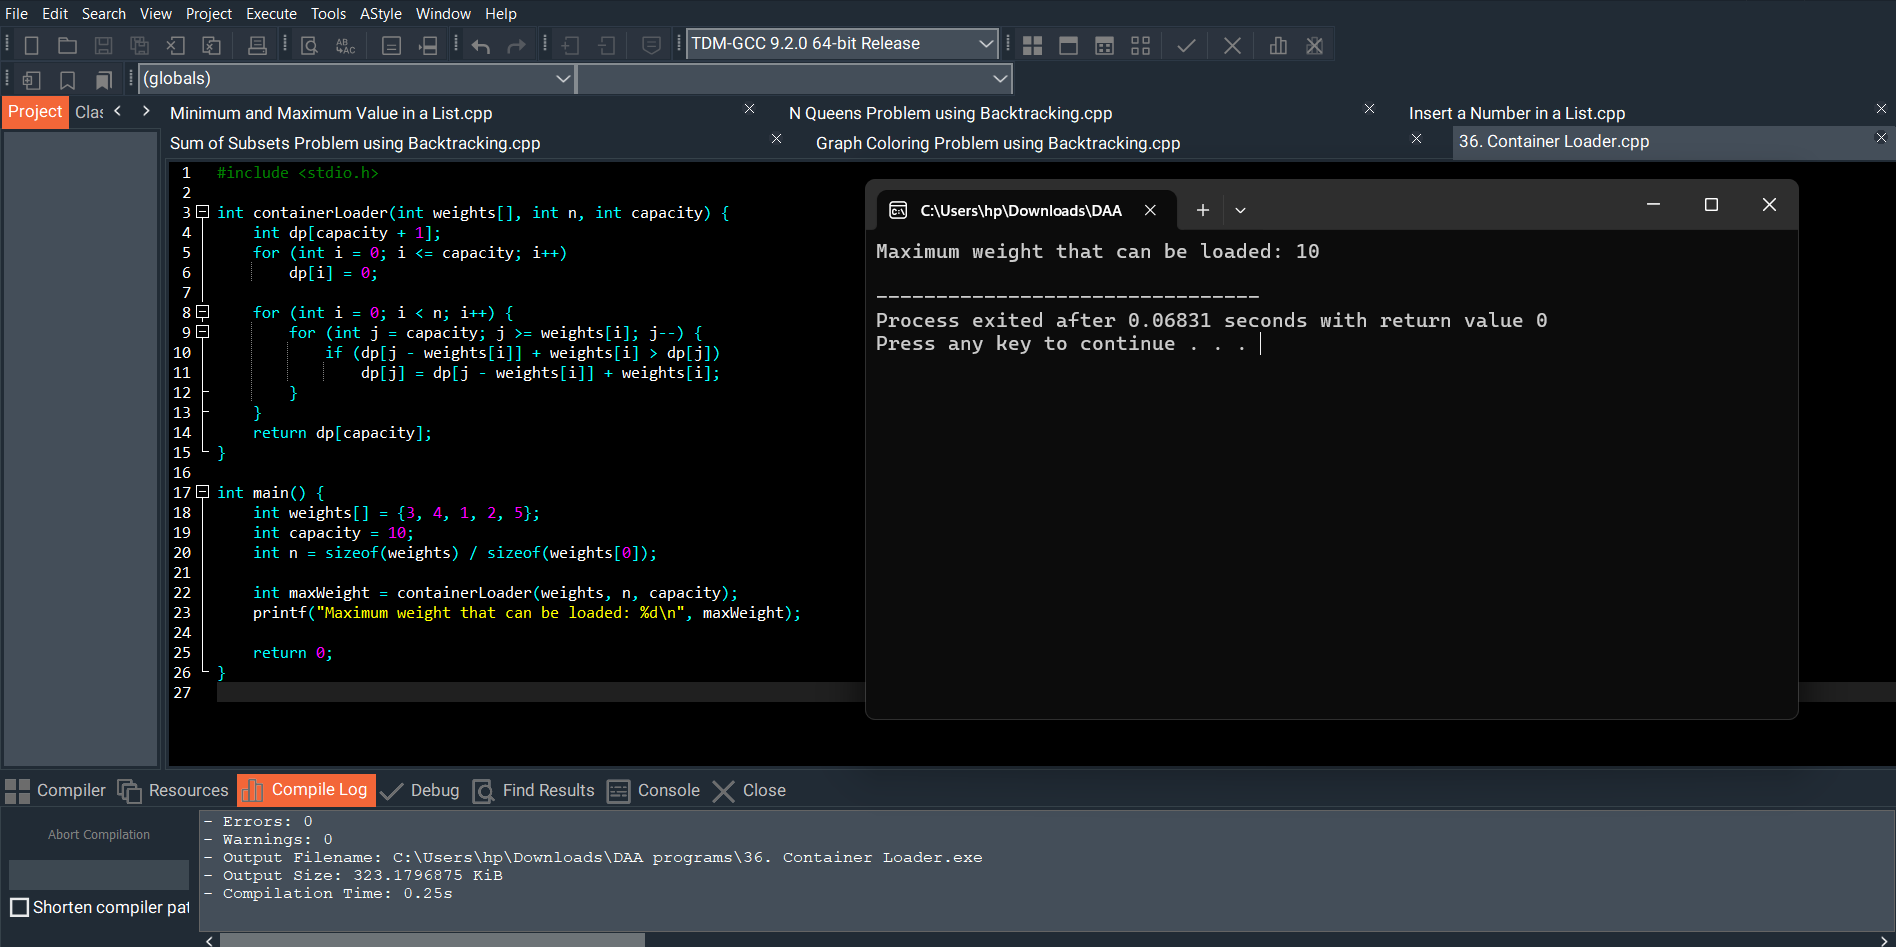 File Edit Search View Project Execute Tools AStyle Window Help
TDM-GCC 9.2.0 64-bit Release
(globals)
Project Clas
Minimum and Maximum Value in a List.cpp N Queens Problem using Backtracking.cpp Insert a Number in a List.cpp
Sum of Subsets Problem using Backtracking.cpp Graph Coloring Problem using Backtracking.cpp 36. Container Loader.cpp
1 #include <stdio.h>
2
3 int containerLoader(int weights[], int n, int capacity) {
4 int dp[capacity + 1];
5 for (int i = 0; i <= capacity; i++)
6 dp[i] = 0;
7
8 for (int i = 0; i < n; i++) {
9 for (int j = capacity; j >= weights[i]; j--) {
10 if (dp[j - weights[i]] + weights[i] > dp[j])
11 dp[j] = dp[j - weights[i]] + weights[i];
12 }
13 }
14 return dp[capacity];
15 }
16
17 int main() {
18 int weights[] = {3, 4, 1, 2, 5};
19 int capacity = 10;
20 int n = sizeof(weights) / sizeof(weights[0]);
21
22 int maxWeight = containerLoader(weights, n, capacity);
23 printf("Maximum weight that can be loaded: %d\n", maxWeight);
24
25 return 0;
26 }
27
C:\Users\hp\Downloads\DAA
Maximum weight that can be loaded: 10
--------------------------------
Process exited after 0.06831 seconds with return value 0
Press any key to continue . . .
Compiler Resources Compile Log Debug Find Results Console Close
Abort Compilation
Shorten compiler pat
- Errors: 0
- Warnings: 0
- Output Filename: C:\Users\hp\Downloads\DAA programs\36. Container Loader.exe
- Output Size: 323.1796875 KiB
- Compilation Time: 0.25s